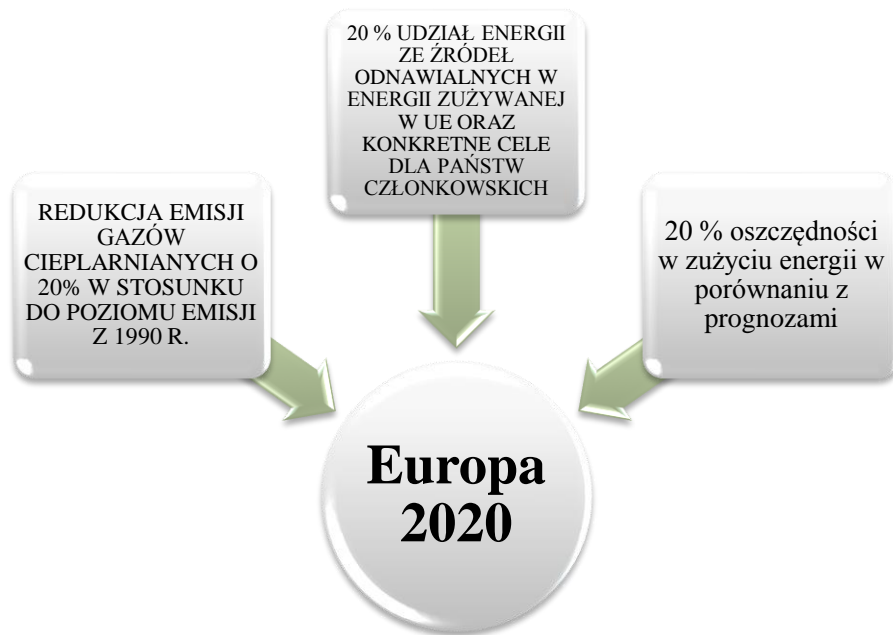 20 % UDZIAŁ ENERGII
ZE ŹRÓDEŁ
ODNAWIALNYCH W
ENERGII ZUŻYWANEJ
W UE ORAZ
KONKRETNE CELE
DLA PAŃSTW
CZŁONKOWSKICH
REDUKCJA EMISJI
GAZÓW
CIEPLARNIANYCH O
20% W STOSUNKU
DO POZIOMU EMISJI
Z 1990 R.
20 % oszczędności
w zużyciu energii w
porównaniu z
prognozami
Europa
2020